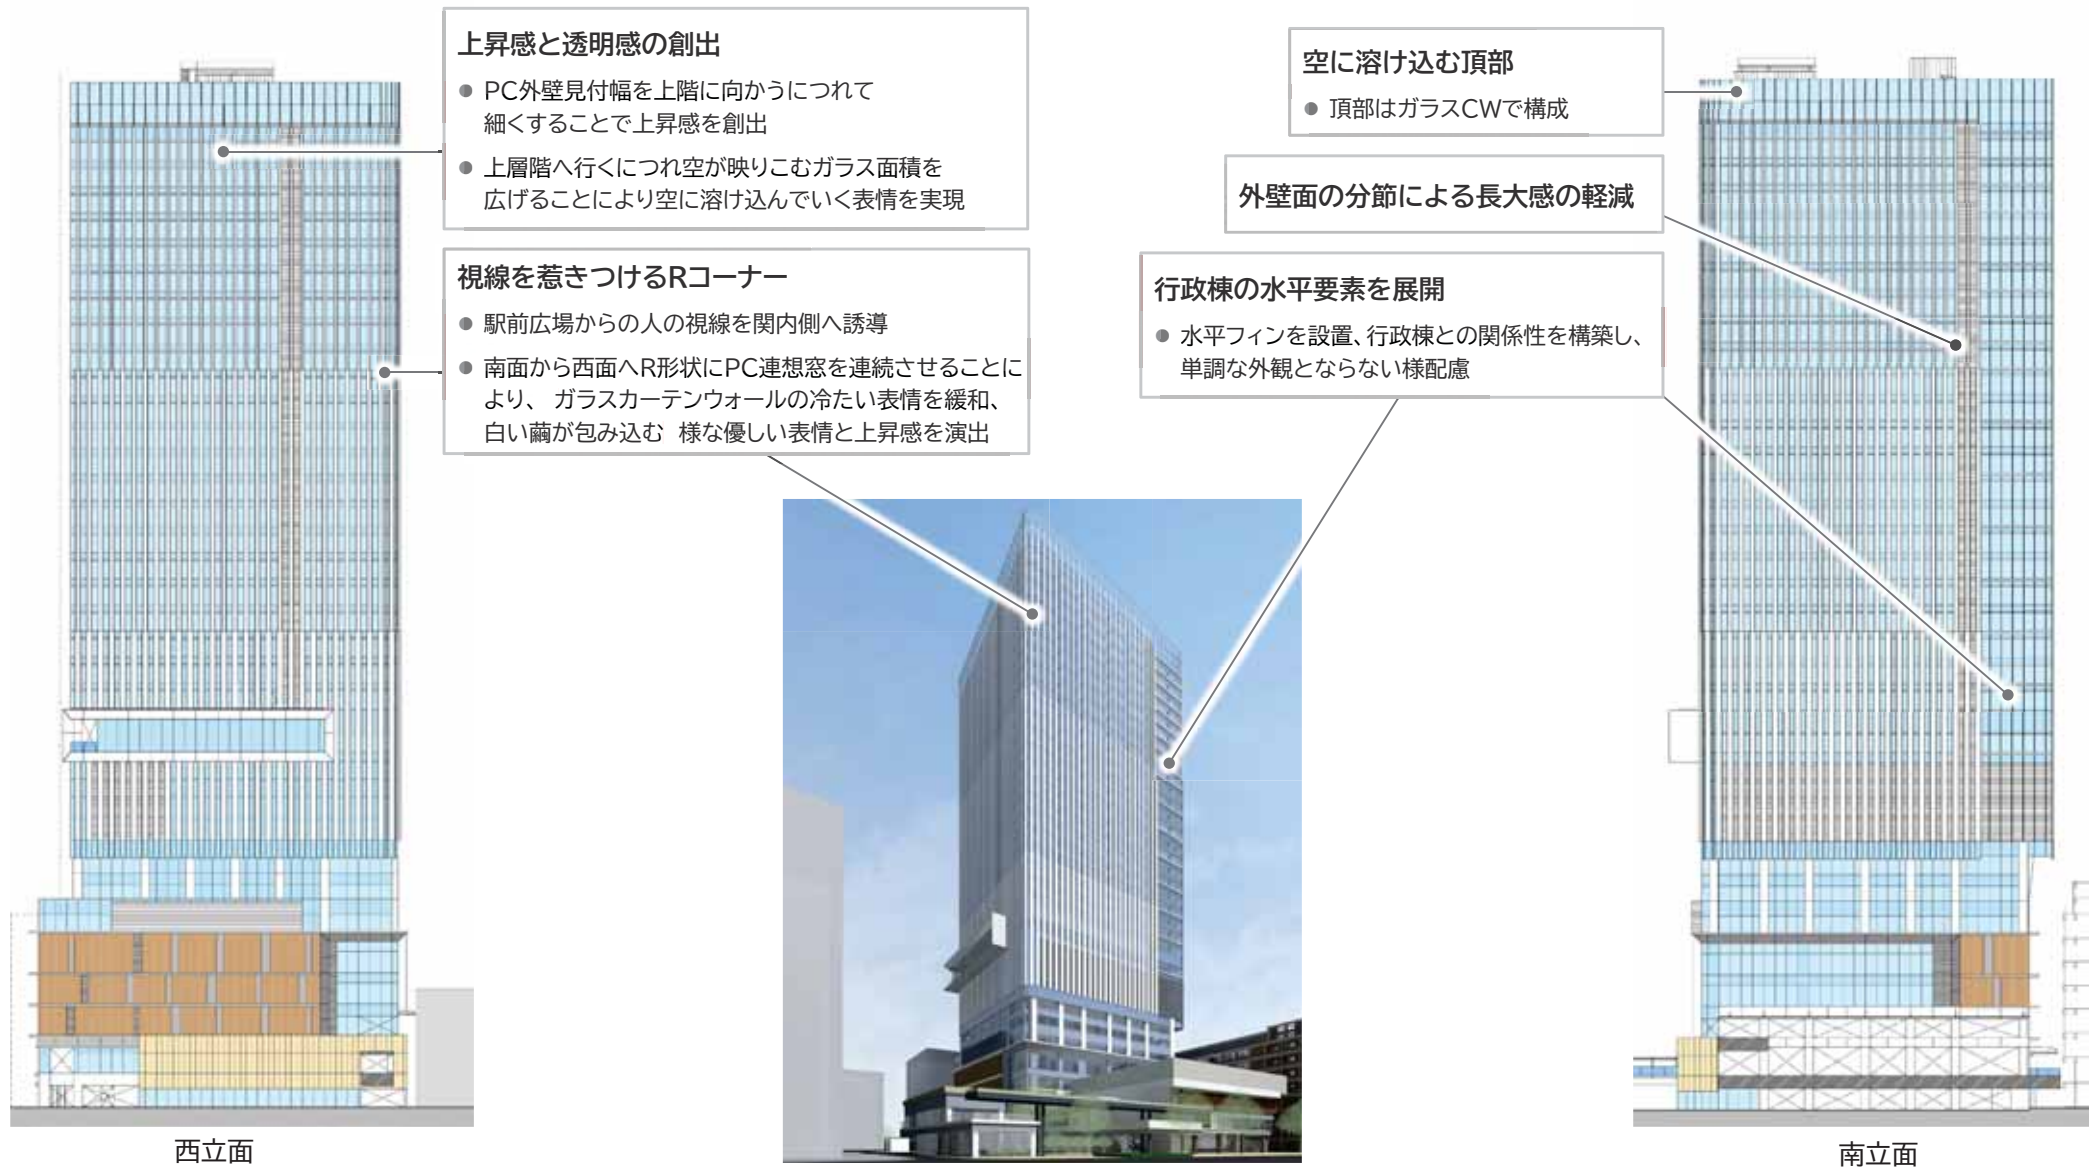 上昇感と透明感の創出
● PC外壁見付幅を上階に向かうにつれて
細くすることで上昇感を創出
● 上層階へ行くにつれ空が映りこむガラス面積を
広げることにより空に溶け込んでいく表情を実現
視線を惹きつけるRコーナー
● 駅前広場からの人の視線を関内側へ誘導
● 南面から西面へR形状にPC連想窓を連続させることに
より、 ガラスカーテンウォールの冷たい表情を緩和、
白い繭が包み込む 様な優しい表情と上昇感を演出
空に溶け込む頂部
● 頂部はガラスCWで構成
外壁面の分節による長大感の軽減
行政棟の水平要素を展開
● 水平フィンを設置、行政棟との関係性を構築し、
単調な外観とならない様配慮
西立面
南立面